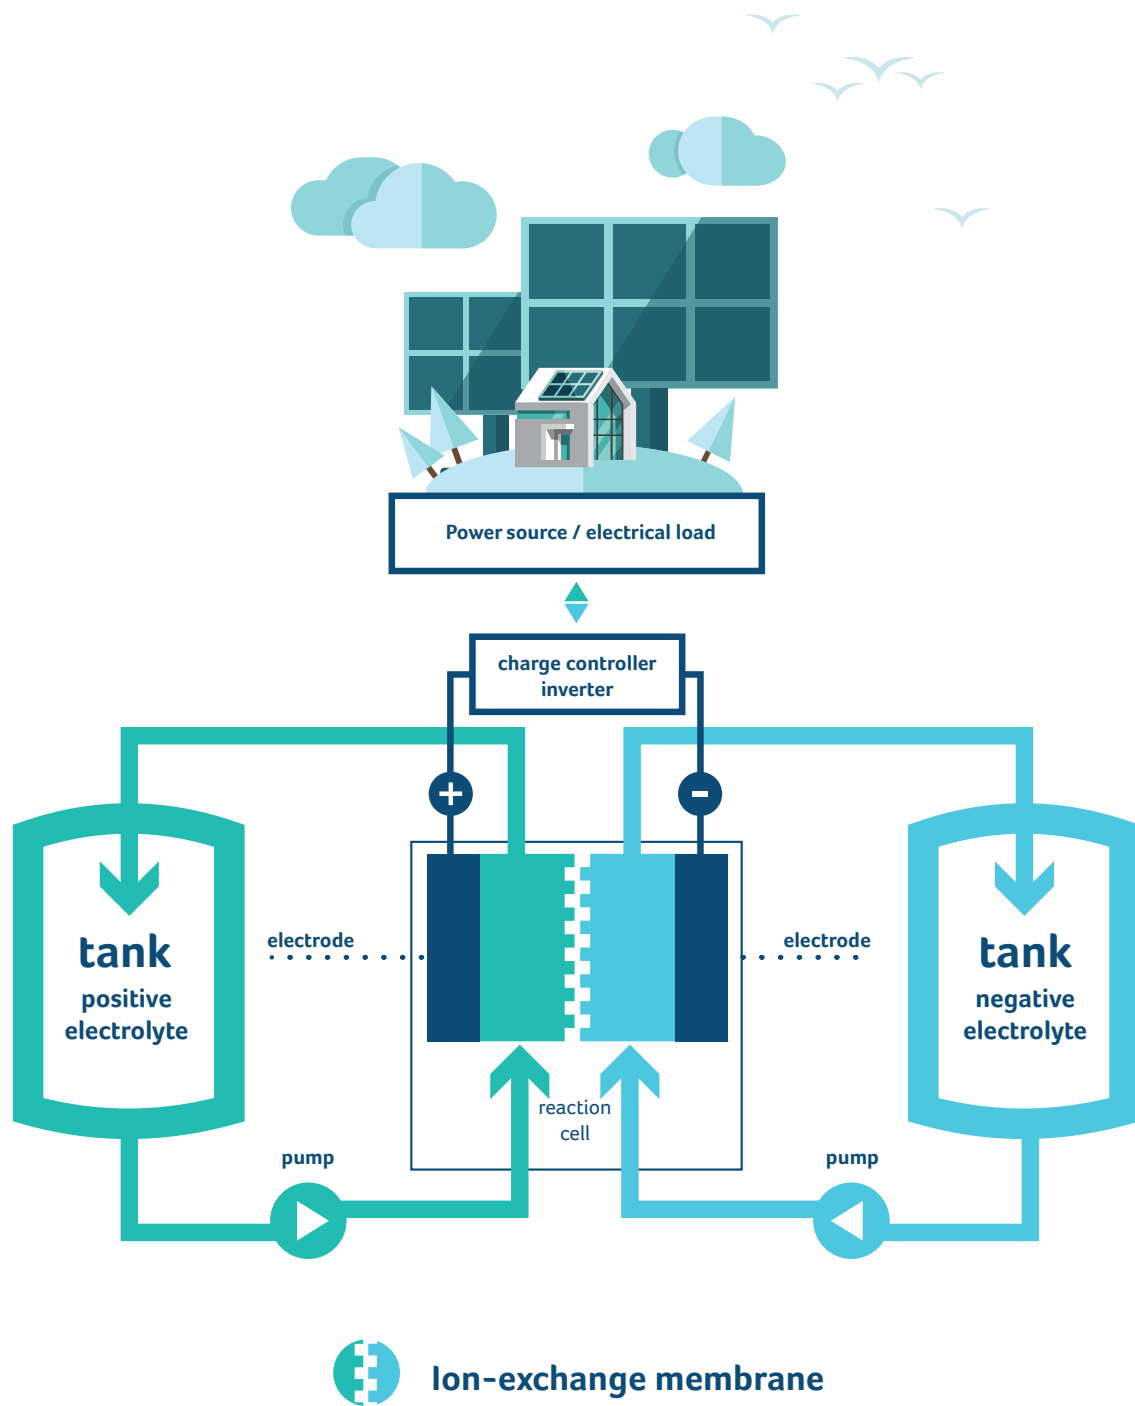 Power source / electrical load
charge controller
inverter
+
-
electrode
electrode
tank
positive
electrolyte
tank
negative
electrolyte
reaction
cell
pump
pump
Ion-exchange membrane